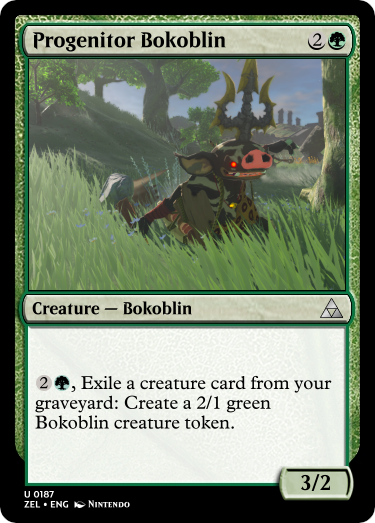 Progenitor Bokoblin 2
Creature — Bokoblin
2, Exile a creature card from your
graveyard: Create a 2/1 green
Bokoblin creature token.
3/2
U 0187
ZEL • ENG Nintendo